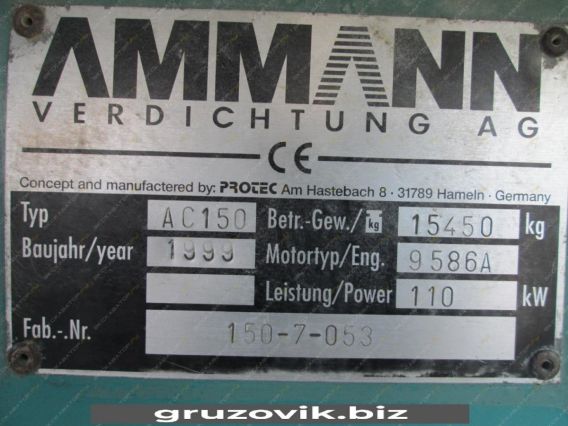 AMMANN
VERDICHTUNG AG
CE
Concept and manufactered by: PROTEC Am Hastebach 8 · 31789 Hameln · Germany
Typ AC150 Betr.-Gew./kg 15450 kg
Baujahr/year 1999 Motortyp/Eng. 9586A
Leistung/Power 110 kW
Fab.-.Nr. 150-7-053
gruzovik.biz